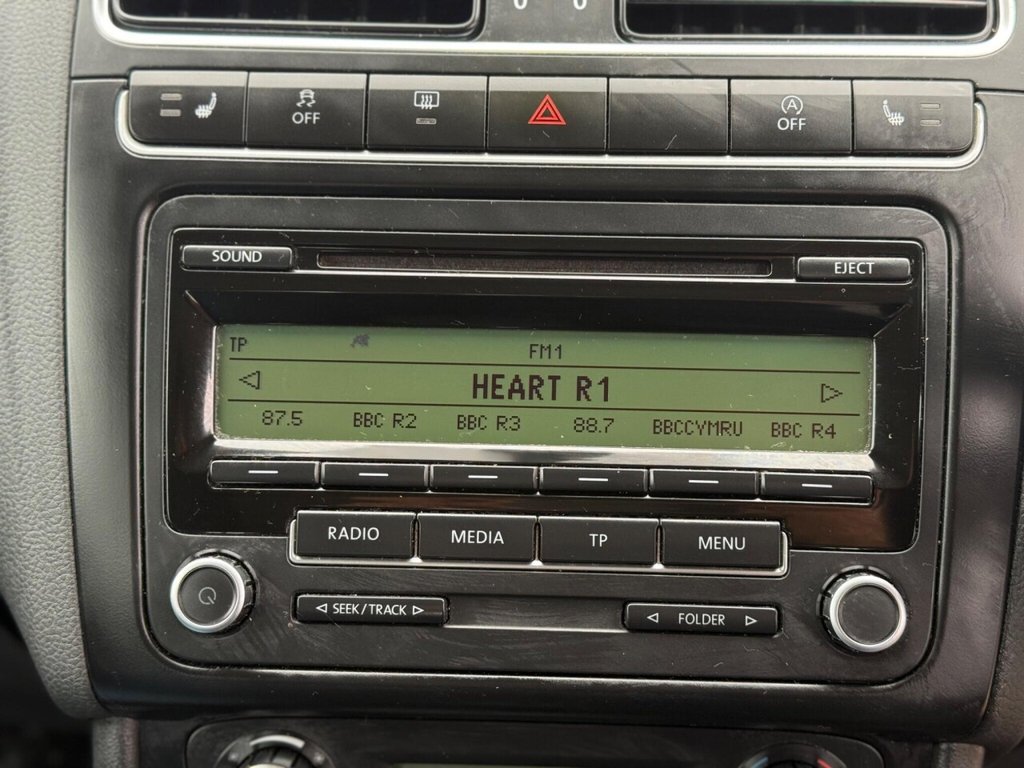 OFF A OFF
SOUND EJECT
TP FM1
HEART R1
87.5 BBC R2 BBC R3 88.7 BBCCYMRU BBC R4
RADIO MEDIA TP MENU
SEEK/TRACK FOLDER